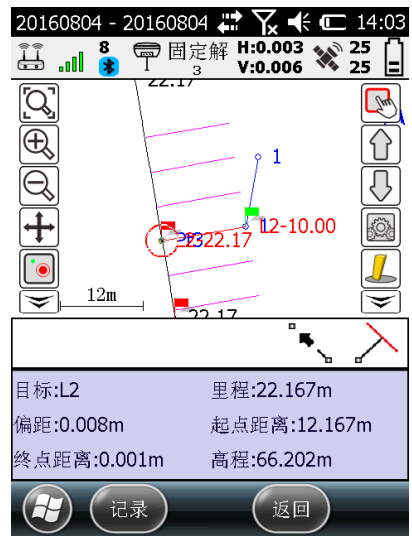 20160804 - 20160804 14:03
8 固定解 H:0.003 25
3 V:0.006 25
22.17
1
22.17 12-10.00
12m
22.17
目标:L2 里程:22.167m
偏距:0.008m 起点距离:12.167m
终点距离:0.001m 高程:66.202m
记录 返回